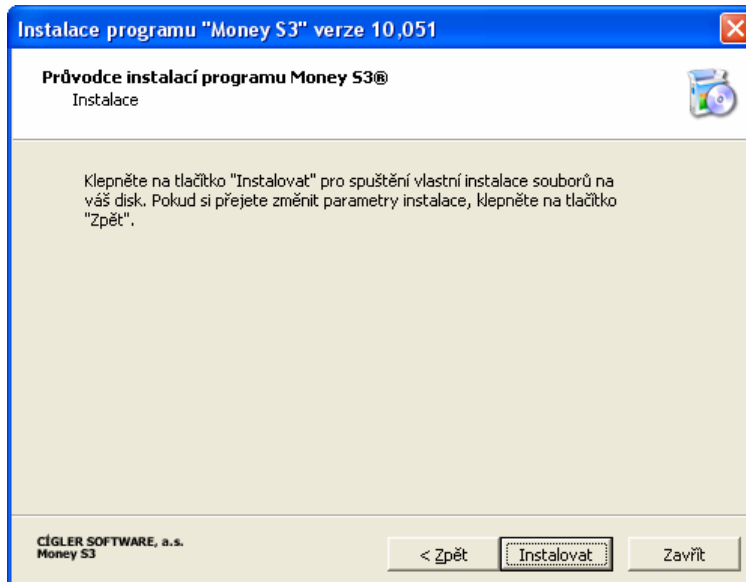 Instalace programu "Money S3" verze 10,051
Průvodce instalací programu Money S3®
Instalace
Klepněte na tlačítko "Instalovat" pro spuštění vlastní instalace souborů na
váš disk. Pokud si přejete změnit parametry instalace, klepněte na tlačítko
"Zpět".
CÍGLER SOFTWARE, a.s.
Money S3
< Zpět
Instalovat
Zavřít